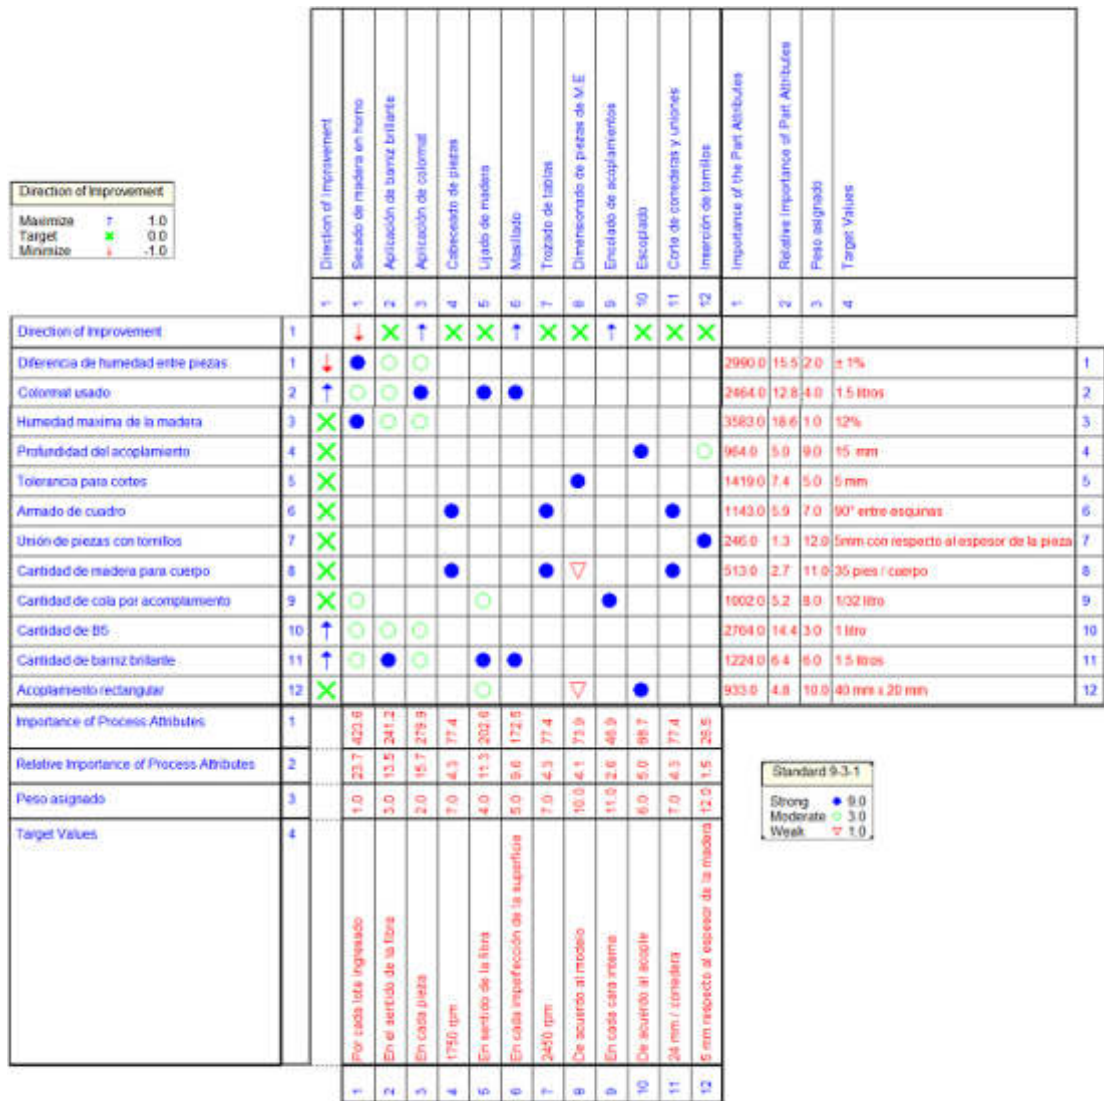 Direction of Improvement
Maximize ↑ 1.0
Target ✕ 0.0
Minimize ↓ -1.0
Direction of Improvement
Secado de madera en horno
Aplicación de barniz brillante
Aplicación de colormat
Cabeceado de piezas
Lijado de madera
Masillado
Trozado de tablas
Dimensionado de piezas de M.E
Encolado de acoplamientos
Escoplado
Corte de correderas y uniones
Inserción de tornillos
Importance of the Part Attributes
Relative Importance of Part Attributes
Peso asignado
Target Values
1 1 2 3 4 5 6 7 8 9 10 11 12 1 2 3 4
Direction of Improvement 1
Diferencia de humedad entre piezas 1 2990.0 15.5 2.0 ± 1% 1
Colormat usado 2 2464.0 12.8 4.0 1.5 litros 2
Humedad maxima de la madera 3 3583.0 18.6 1.0 12% 3
Profundidad del acoplamiento 4 964.0 5.0 9.0 15 mm 4
Tolerancia para cortes 5 1419.0 7.4 5.0 5 mm 5
Armado de cuadro 6 1143.0 5.9 7.0 90° entre esquinas 6
Unión de piezas con tornillos 7 246.0 1.3 12.0 5mm con respecto al espesor de la pieza 7
Cantidad de madera para cuerpo 8 513.0 2.7 11.0 35 pies / cuerpo 8
Cantidad de cola por acomplamiento 9 1002.0 5.2 8.0 1/32 litro 9
Cantidad de B5 10 2764.0 14.4 3.0 1 litro 10
Cantidad de barniz brillante 11 1224.0 6.4 6.0 1.5 litros 11
Acoplamiento rectangular 12 933.0 4.8 10.0 40 mm x 20 mm 12
Importance of Process Attributes 1 423.6 241.2 279.9 77.4 202.6 172.5 77.4 73.9 46.9 77.4 26.5
Relative Importance of Process Attributes 2 23.7 13.5 15.7 4.3 11.3 9.6 4.3 4.1 2.6 5.0 4.3 1.5
Peso asignado 3 1.0 3.0 2.0 7.0 4.0 5.0 7.0 10.0 11.0 6.0 7.0 12.0
Target Values 4
Por cada lote ingresado
En el sentido de la fibra
En cada pieza
1750 rpm
En sentido de la fibra
En cada imperfección de la superficie
2450 rpm
De acuerdo al modelo
En cada cara interna
De acuerdo al acople
24 mm / corredera
5 mm respecto al espesor de la madera
1 2 3 4 5 6 7 8 9 10 11 12
Standard 9-3-1
Strong 9.0
Moderate 3.0
Weak 1.0